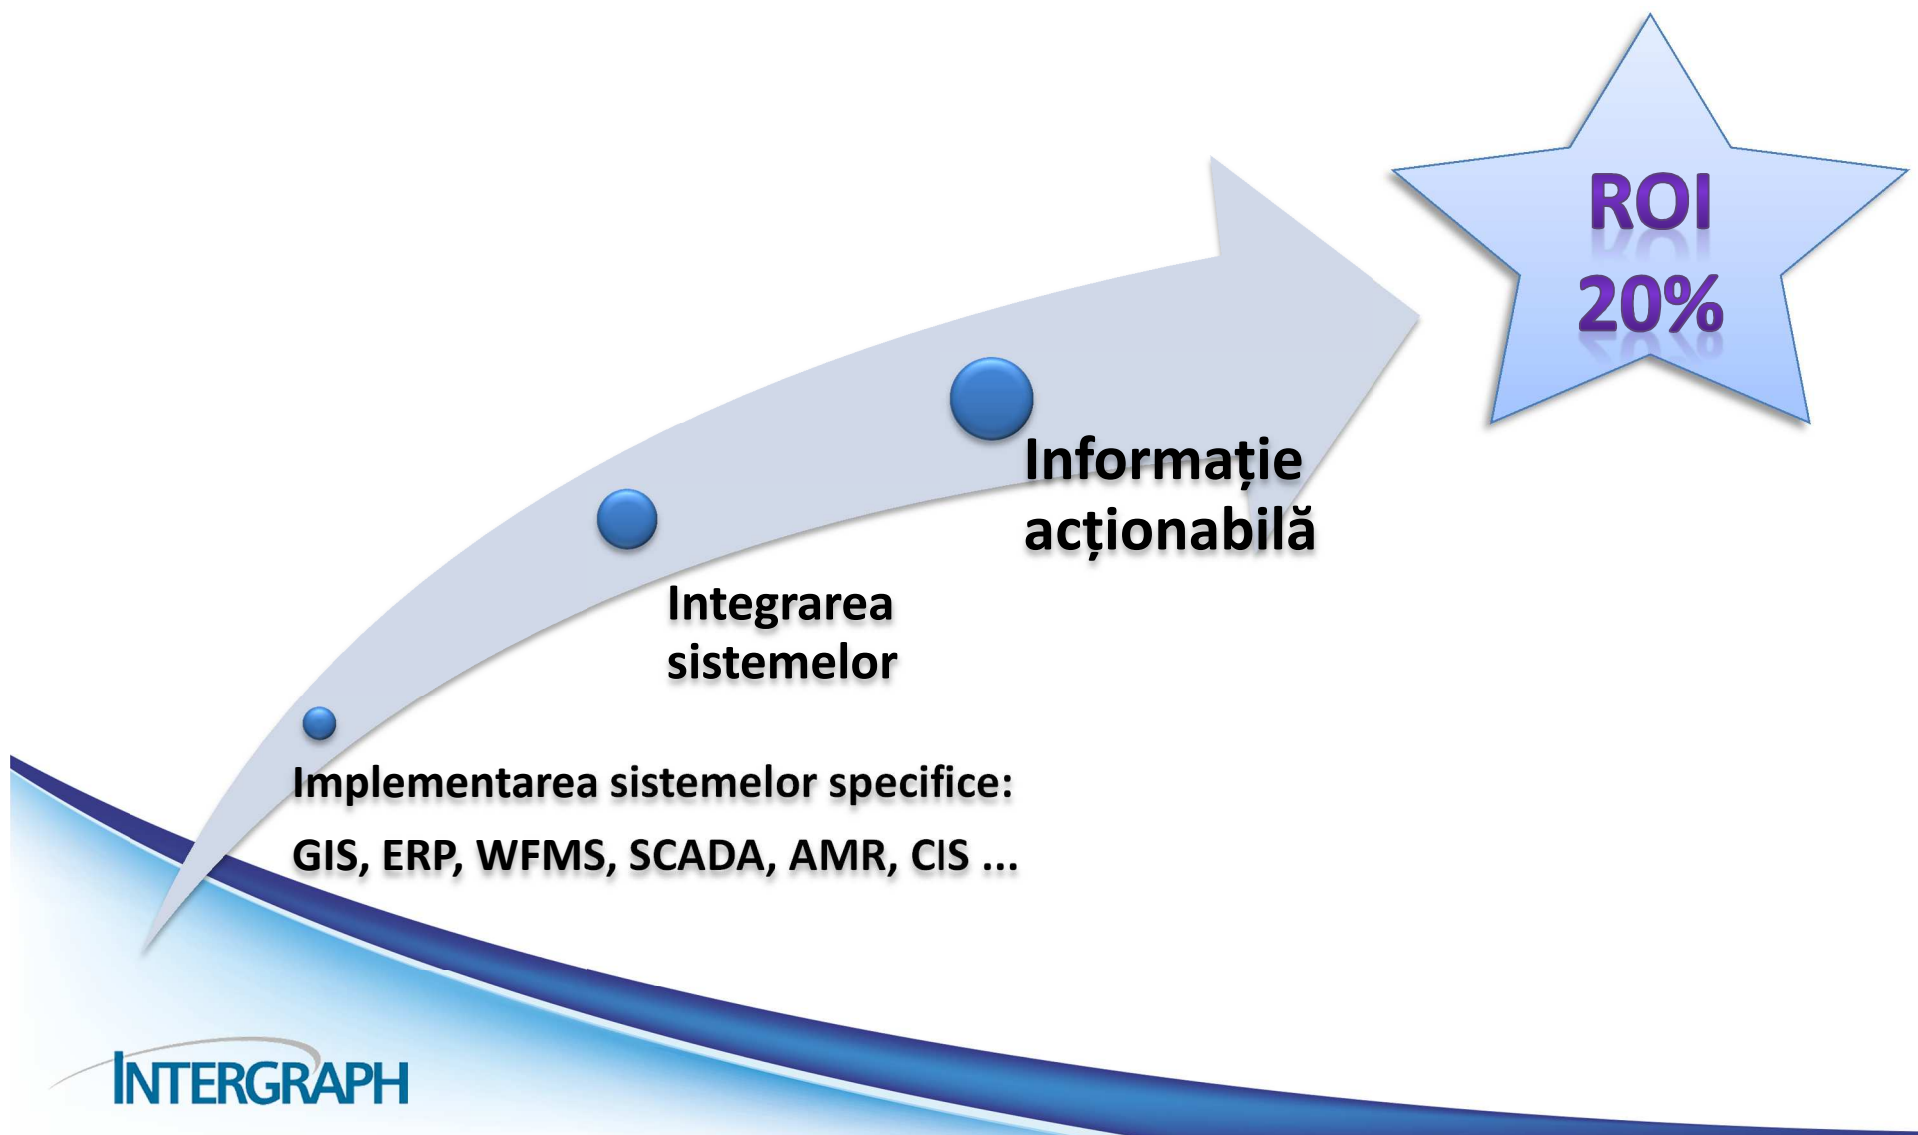 ROI
20%
Informație
acționabilă
Integrarea
sistemelor
Implementarea sistemelor specifice:
GIS, ERP, WFMS, SCADA, AMR, CIS ...
INTERGRAPH